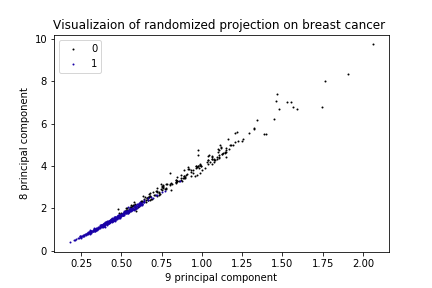 Visualizaion of randomized projection on breast cancer
10
8
6
4
2
0
8 principal component
0
1
0.25 0.50 0.75 1.00 1.25 1.50 1.75 2.00
9 principal component